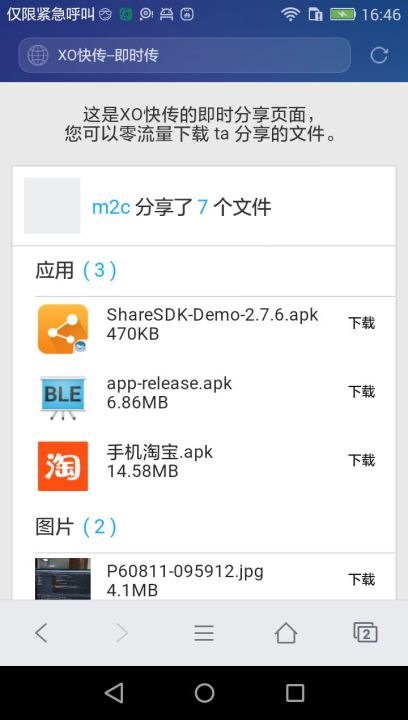 仅限紧急呼叫 16:46
XO快传–即时传
这是XO快传的即时分享页面，
您可以零流量下载 ta 分享的文件。
m2c 分享了 7 个文件
应用 ( 3 )
ShareSDK-Demo-2.7.6.apk
470KB
下载
BLE
app-release.apk
6.86MB
下载
淘
手机淘宝.apk
14.58MB
下载
图片 ( 2 )
P60811-095912.jpg
4.1MB
下载
2